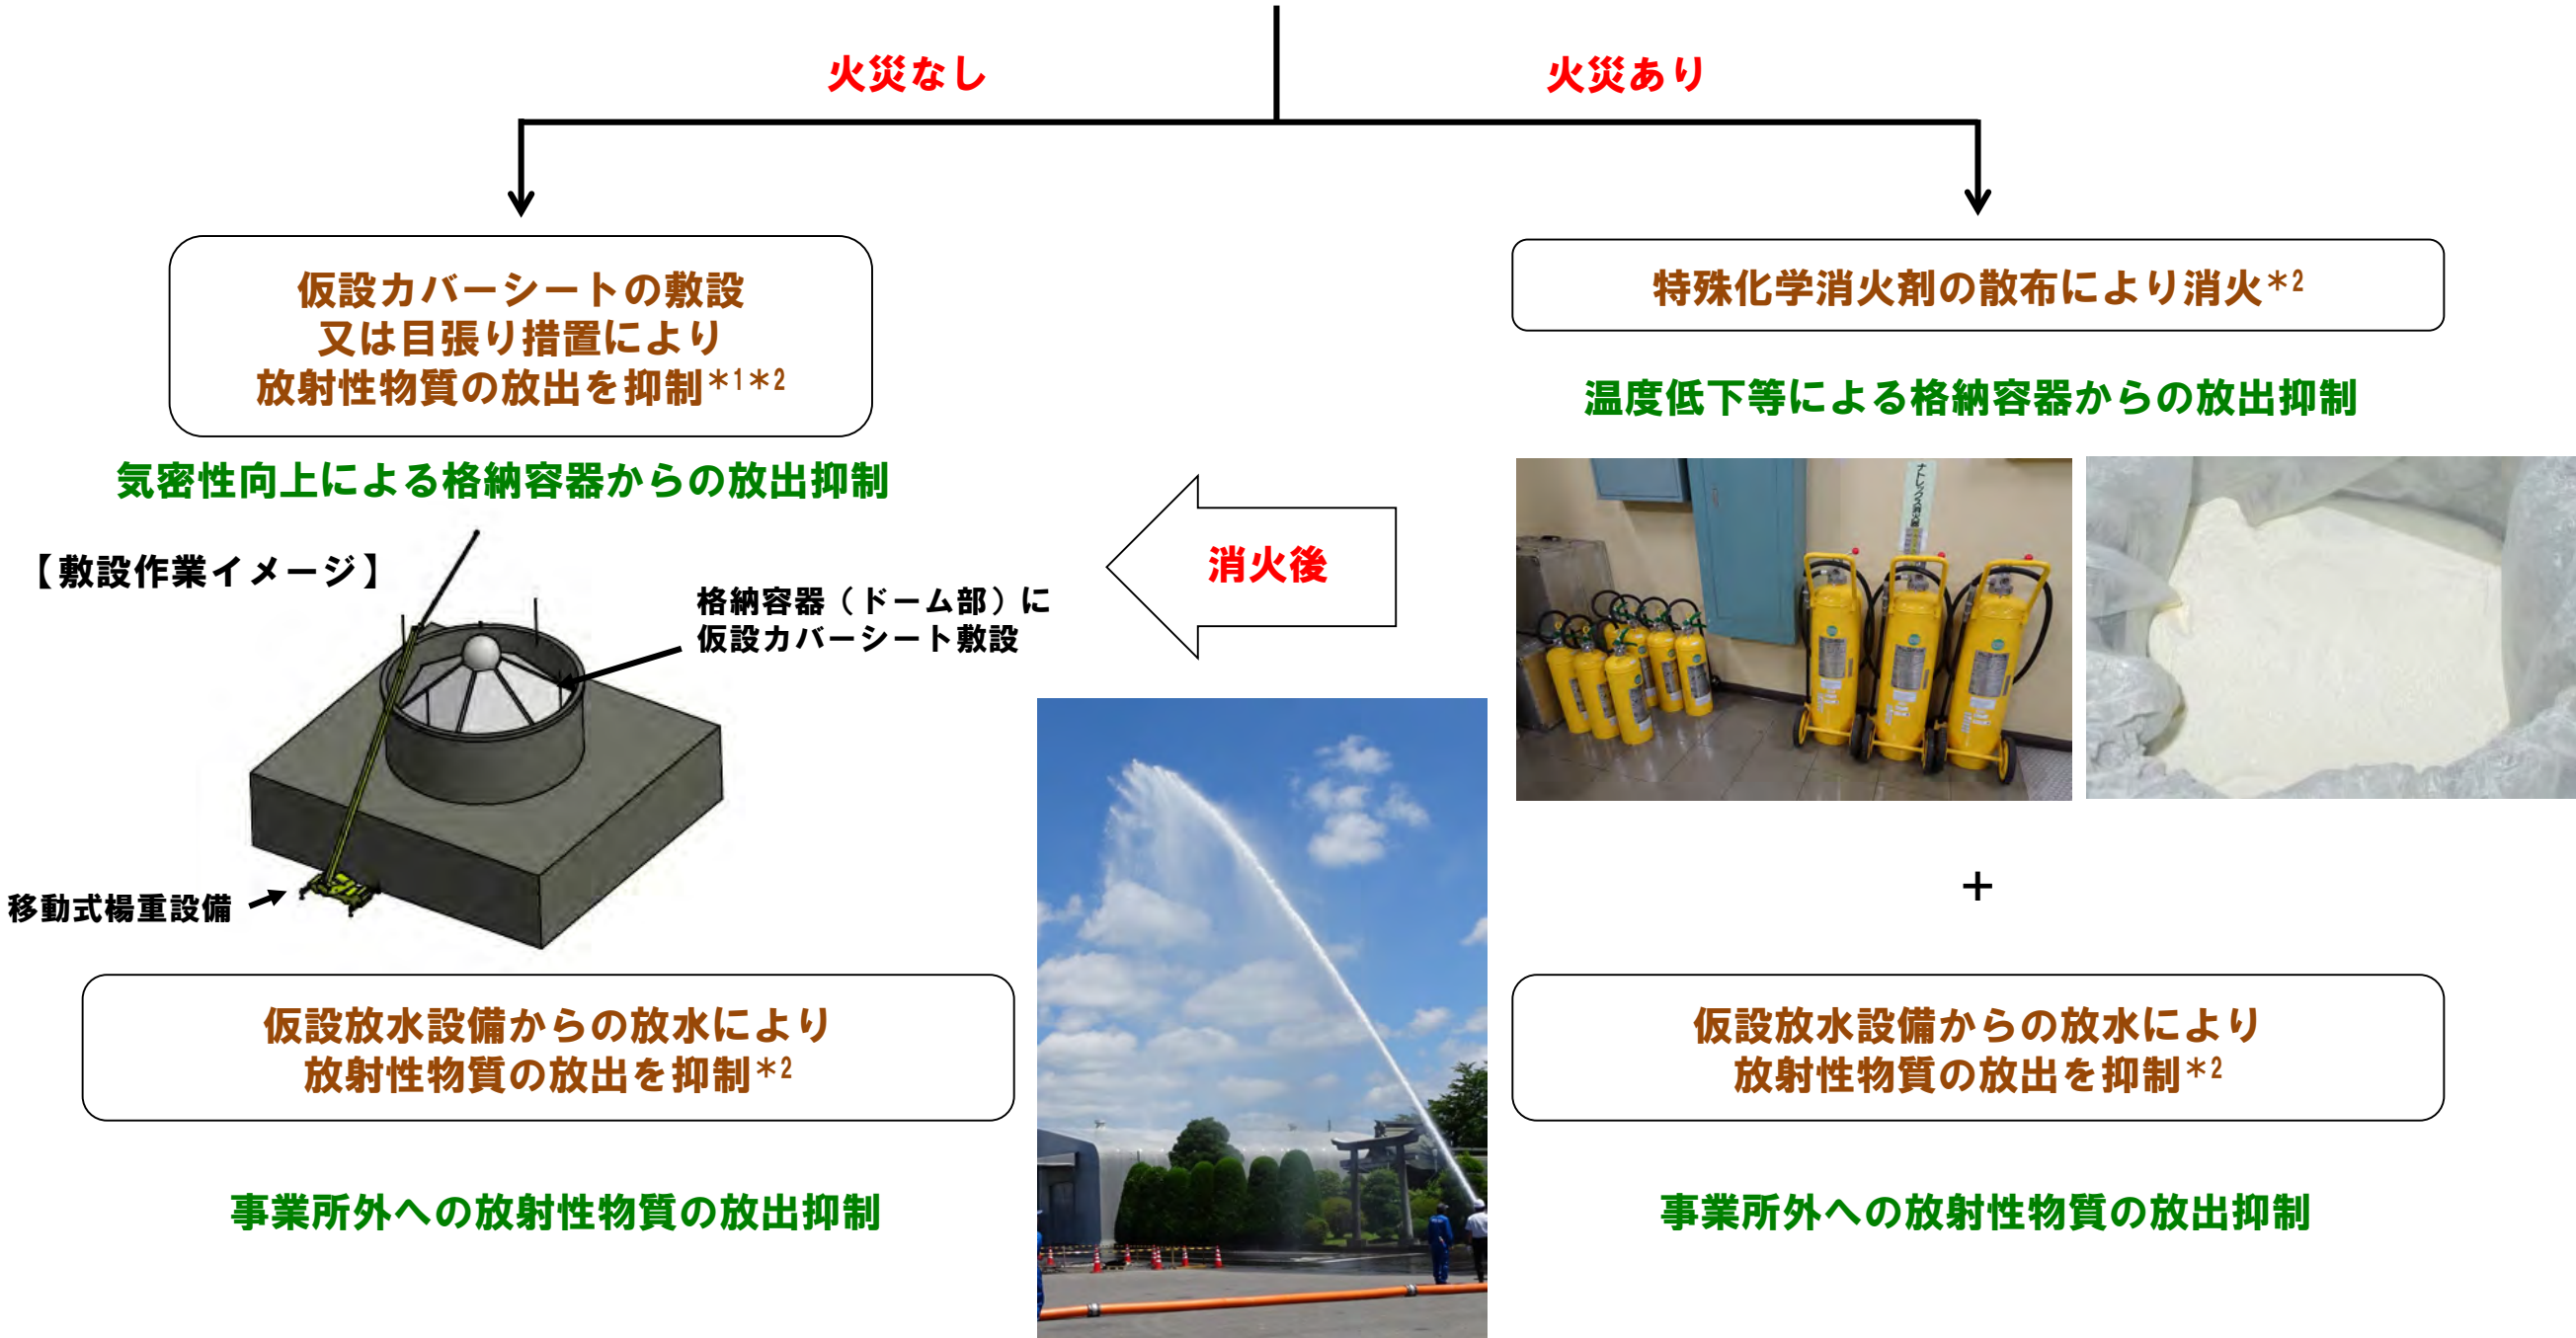 火災なし
火災あり
仮設カバーシートの敷設
又は目張り措置により
放射性物質の放出を抑制*1*2
気密性向上による格納容器からの放出抑制
【敷設作業イメージ】
格納容器（ドーム部）に
仮設カバーシート敷設
移動式楊重設備
仮設放水設備からの放水により
放射性物質の放出を抑制*2
事業所外への放射性物質の放出抑制
消火後
特殊化学消火剤の散布により消火*2
温度低下等による格納容器からの放出抑制
ナトレックス消火器
+
仮設放水設備からの放水により
放射性物質の放出を抑制*2
事業所外への放射性物質の放出抑制